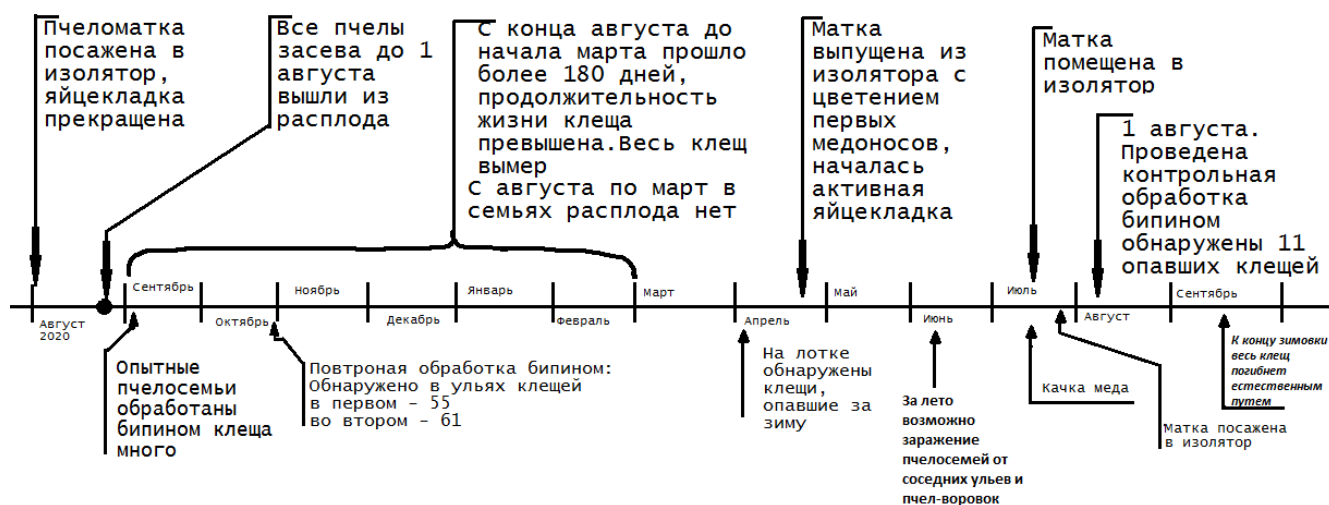 Пчеломатка
посажена в
изолятор,
яйцекладка
прекращена
Все пчелы
засева до 1
августа
вышли из
расплода
С конца августа до
начала марта прошло
более 180 дней,
продолжительность
жизни клеща
превышена.Весь клещ
вымер
С августа по март в
семьях расплода нет
Матка
выпущена из
изолятора с
цветением
первых
медоносов,
началась
активная
яйцекладка
Матка
помещена в
изолятор
1 августа.
Проведена
контрольная
обработка
бипином
обнаружены 11
опавших клещей
Август
2020
Сентябрь
Октябрь
Ноябрь
Декабрь
Январь
Февраль
Март
Апрель
Май
Июнь
Июль
Август
Сентябрь
Опытные
пчелосемьи
обработаны
бипином клеща
много
Повтроная обработка бипином:
Обнаружено в ульях клещей
в первом - 55
во втором - 61
На лотке
обнаружены
клещи,
опавшие за
зиму
За лето
возможно
заражение
пчелосемей от
соседних ульев и
пчел-воровок
Качка меда
Матка посажена
в изолятор
К концу зимовки
весь клещ
погибнет
естественным
путем